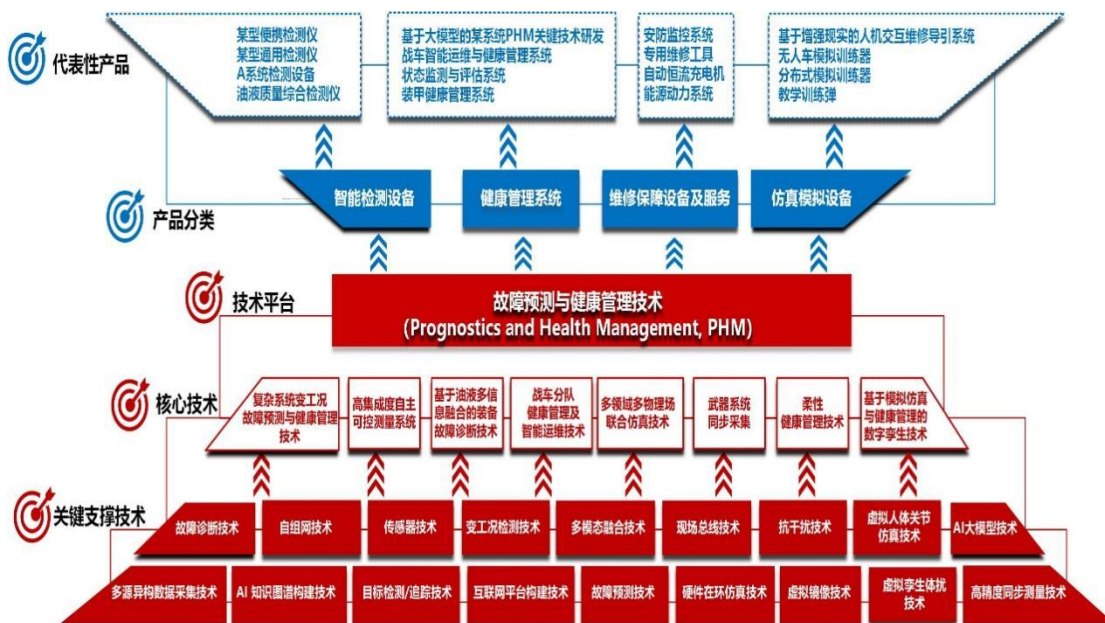 代表性产品
某型便携检测仪
某型通用检测仪
A系统检测设备
油液质量综合检测仪
基于大模型的某系统PHM关键技术研发
战车智能运维与健康管理系统
状态监测与评估系统
装甲健康管理系统
安防监控系统
专用维修工具
自动恒流充电机
能源动力系统
基于增强现实的人机交互维修导引系统
无人车模拟训练器
分布式模拟训练器
教学训练弹
产品分类
智能检测设备
健康管理系统
维修保障设备及服务
仿真模拟设备
技术平台
故障预测与健康管理技术
(Prognostics and Health Management, PHM)
核心技术
复杂系统变工况
故障预测与健康管理
技术
高集成度自主
可控测量系统
基于油液多信
息融合的装备
故障诊断技术
战车分队
健康管理及
智能运维技术
多领域多物理场
联合仿真技术
武器系统
同步采集
柔性
健康管理技术
基于模拟仿真
与健康管理的
数字孪生技术
关键支撑技术
故障诊断技术
自组网技术
传感器技术
变工况检测技术
多模态融合技术
现场总线技术
抗干扰技术
虚拟人体关节
仿真技术
AI大模型技术
多源异构数据采集技术
AI 知识图谱构建技术
目标检测/追踪技术
互联网平台构建技术
故障预测技术
硬件在环仿真技术
虚拟镜像技术
虚拟孪生体扰
技术
高精度同步测量技术